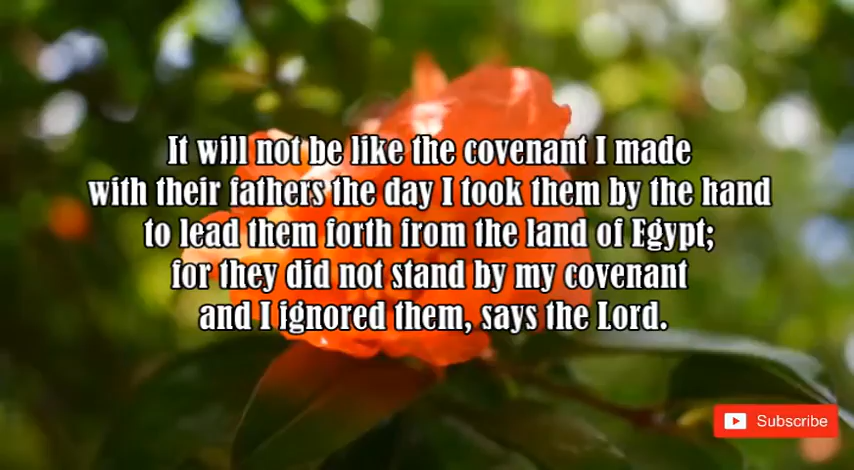 It will not be like the covenant I made
with their fathers the day I took them by the hand
to lead them forth from the land of Egypt;
for they did not stand by my covenant
and I ignored them, says the Lord.
Subscribe